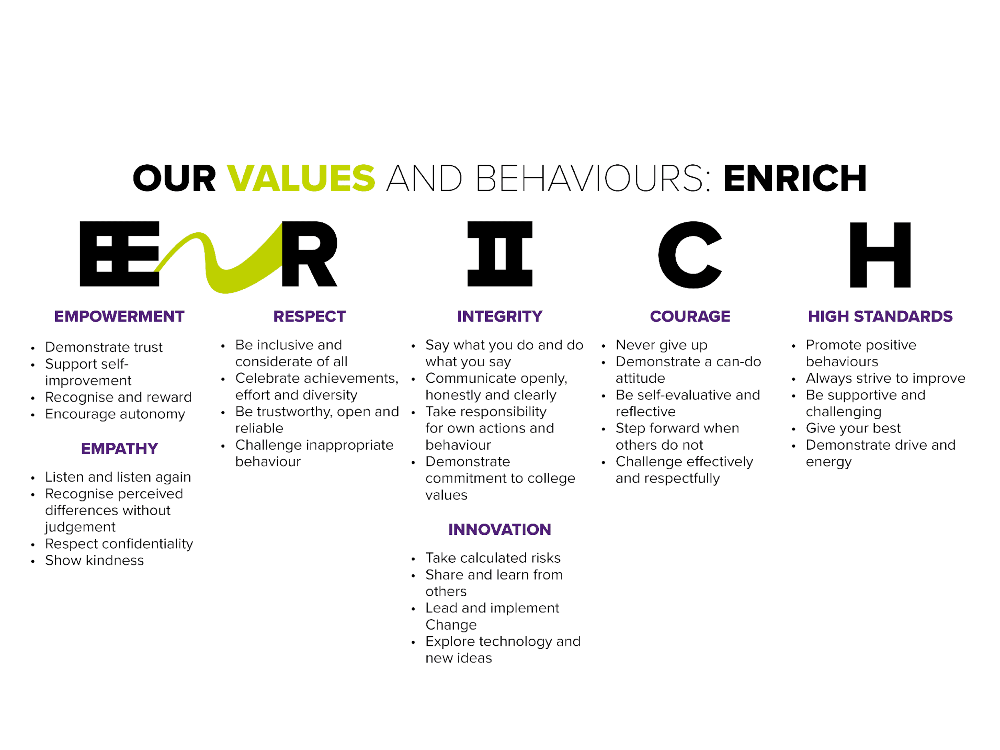 OUR VALUES AND BEHAVIOURS: ENRICH
E N R I C H
EMPOWERMENT
• Demonstrate trust
• Support self-
improvement
• Recognise and reward
• Encourage autonomy
EMPATHY
• Listen and listen again
• Recognise perceived
differences without
judgement
• Respect confidentiality
• Show kindness
RESPECT
• Be inclusive and
considerate of all
• Celebrate achievements,
effort and diversity
• Be trustworthy, open and
reliable
• Challenge inappropriate
behaviour
INTEGRITY
• Say what you do and do
what you say
• Communicate openly,
honestly and clearly
• Take responsibility
for own actions and
behaviour
• Demonstrate
commitment to college
values
INNOVATION
• Take calculated risks
• Share and learn from
others
• Lead and implement
Change
• Explore technology and
new ideas
COURAGE
• Never give up
• Demonstrate a can-do
attitude
• Be self-evaluative and
reflective
• Step forward when
others do not
• Challenge effectively
and respectfully
HIGH STANDARDS
• Promote positive
behaviours
• Always strive to improve
• Be supportive and
challenging
• Give your best
• Demonstrate drive and
energy